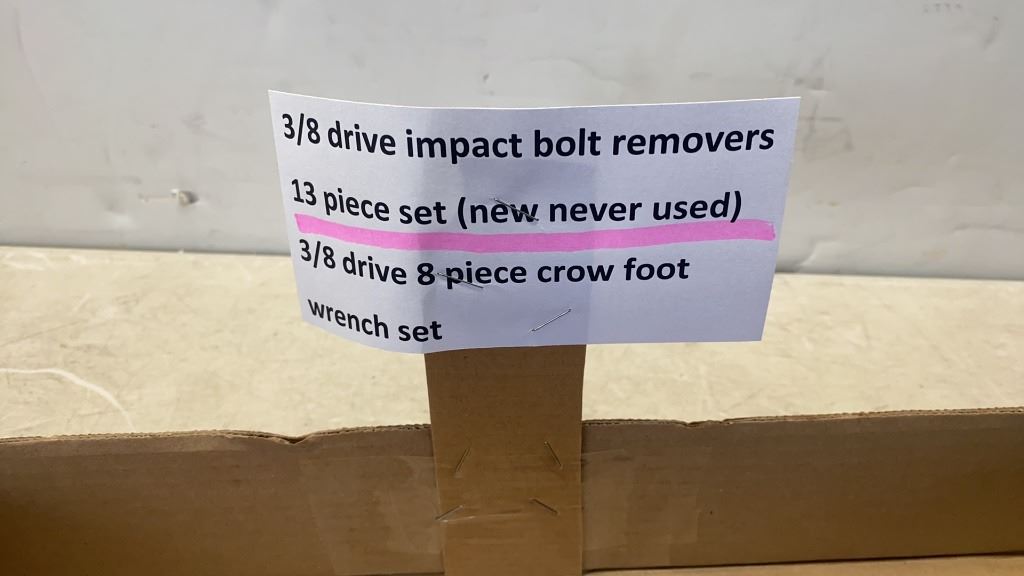 3/8 drive impact bolt removers
13 piece set (new never used)
3/8 drive 8 piece crow foot
wrench set